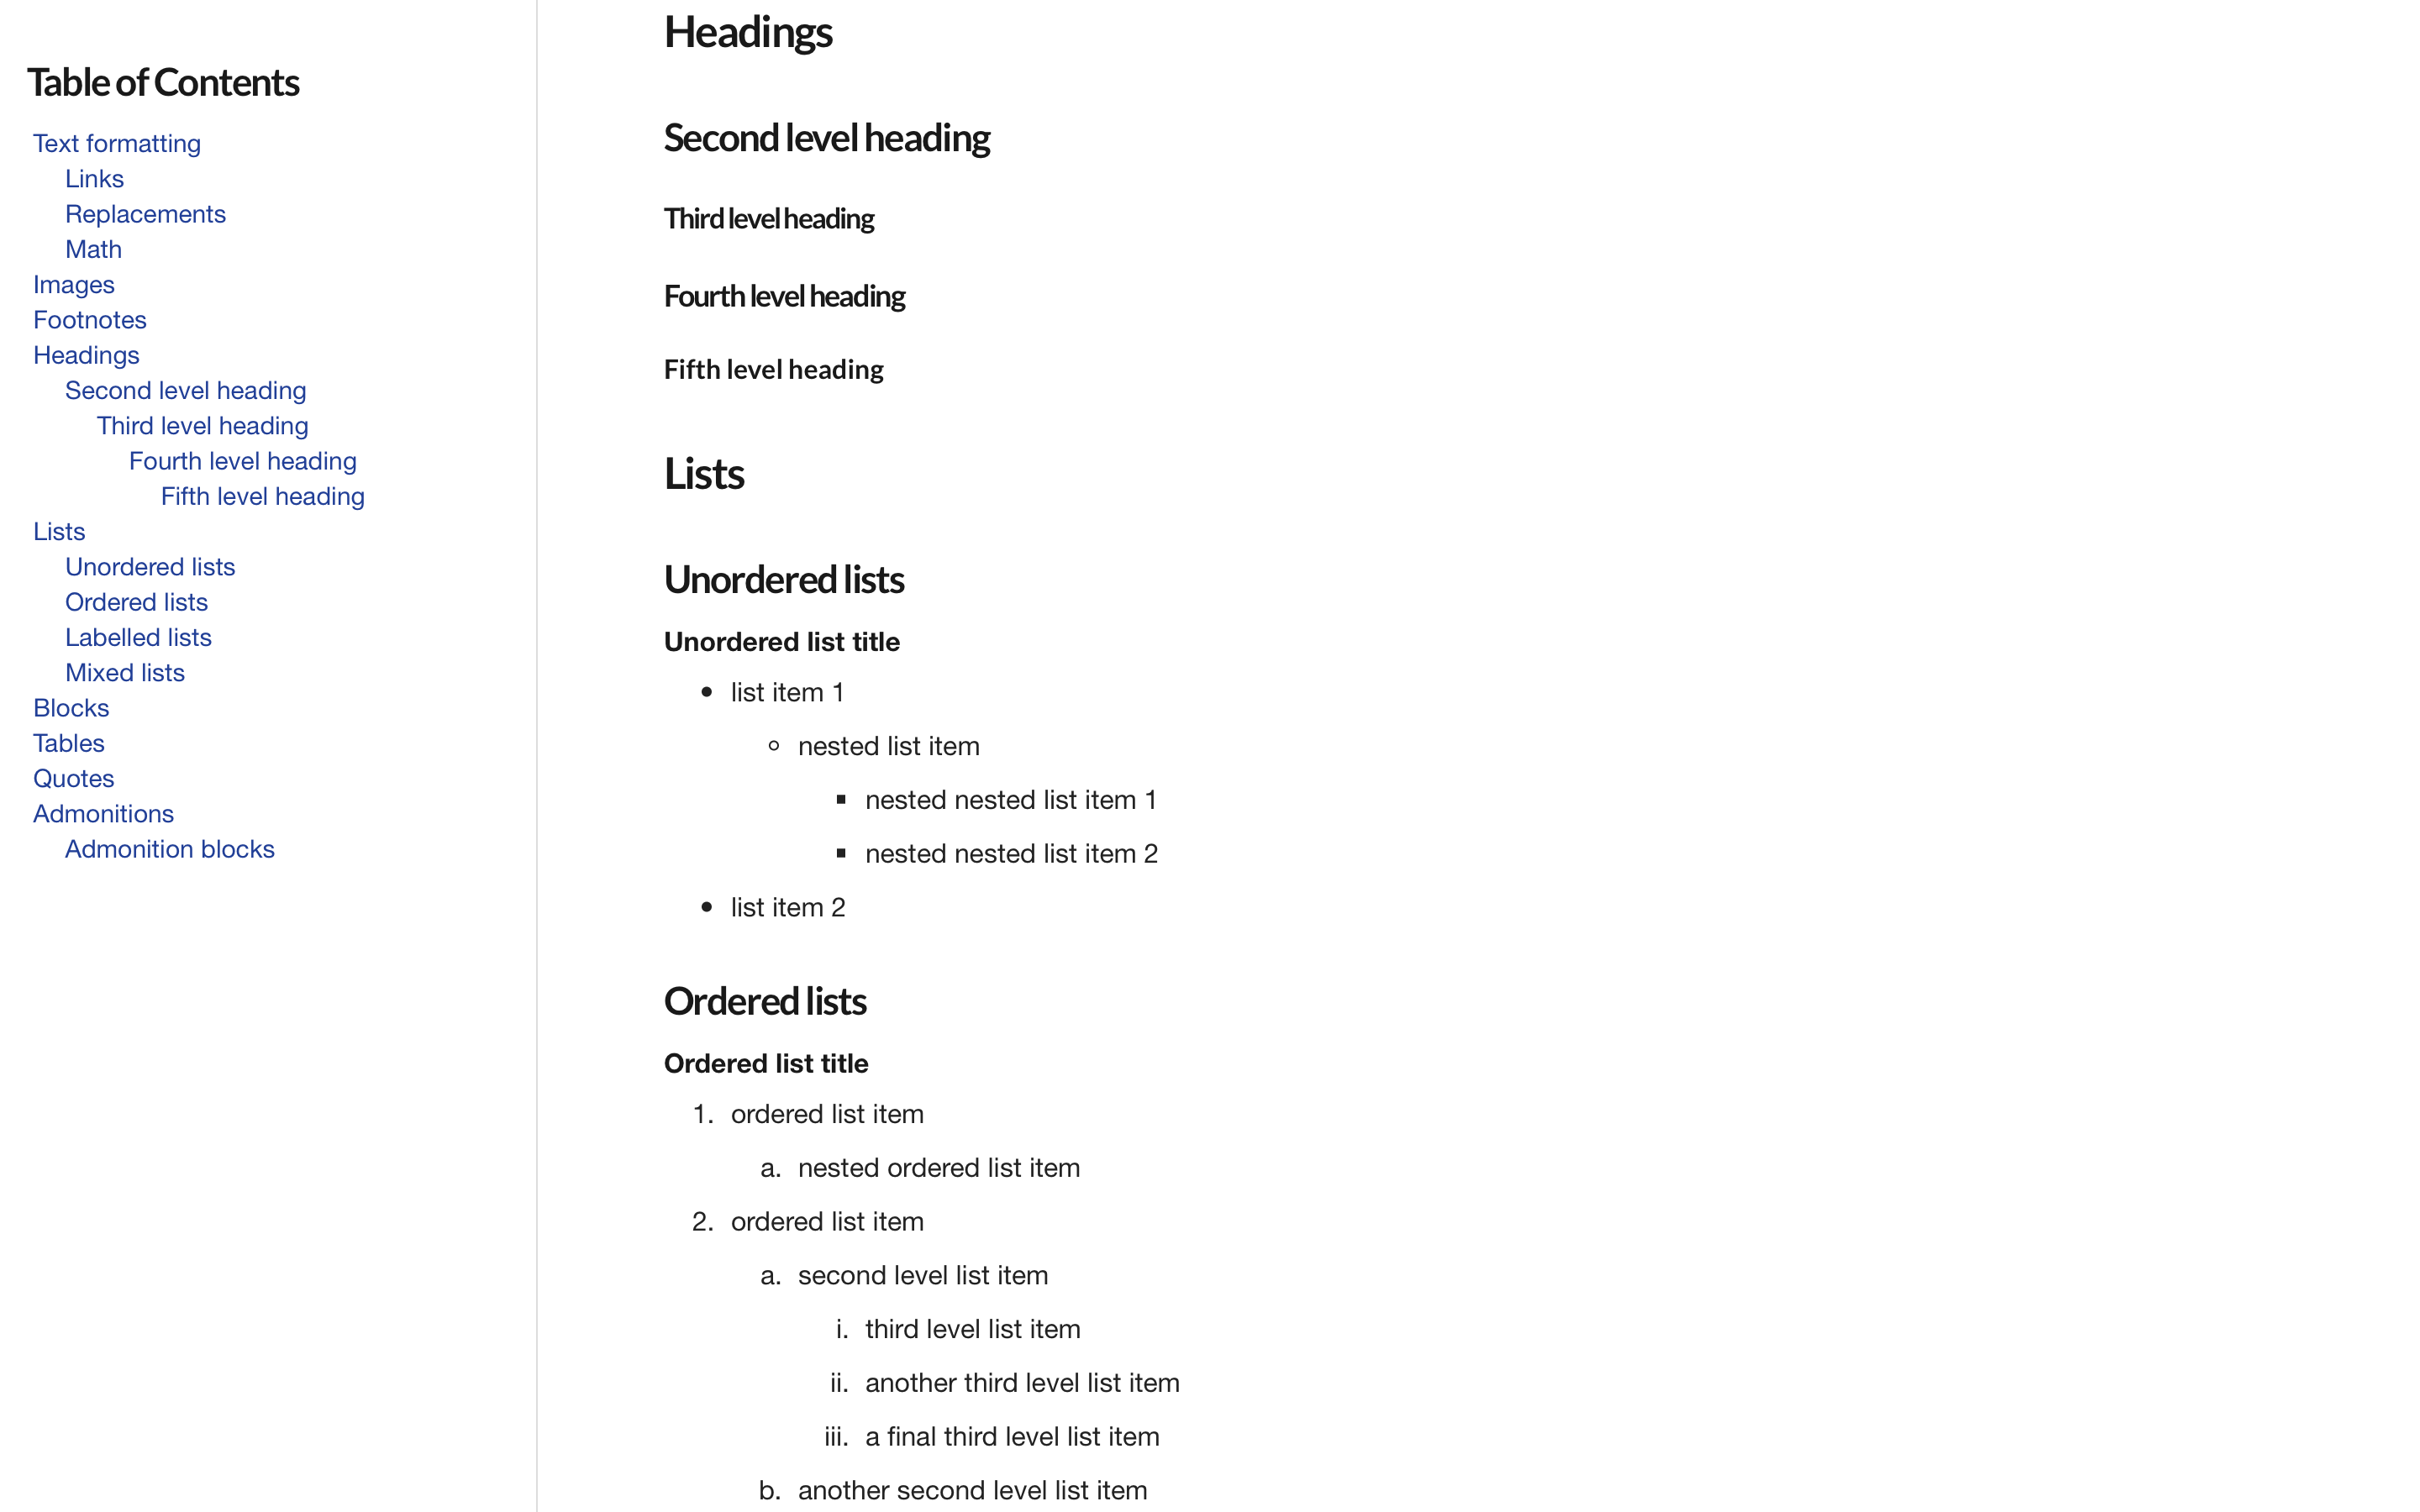 Table of Contents
Text formatting
Links
Replacements
Math
Images
Footnotes
Headings
Second level heading
Third level heading
Fourth level heading
Fifth level heading
Lists
Unordered lists
Ordered lists
Labelled lists
Mixed lists
Blocks
Tables
Quotes
Admonitions
Admonition blocks
Headings
Second level heading
Third level heading
Fourth level heading
Fifth level heading
Lists
Unordered lists
Unordered list title
• list item 1
◦ nested list item
▪ nested nested list item 1
▪ nested nested list item 2
• list item 2
Ordered lists
Ordered list title
1. ordered list item
a. nested ordered list item
2. ordered list item
a. second level list item
i. third level list item
ii. another third level list item
iii. a final third level list item
b. another second level list item